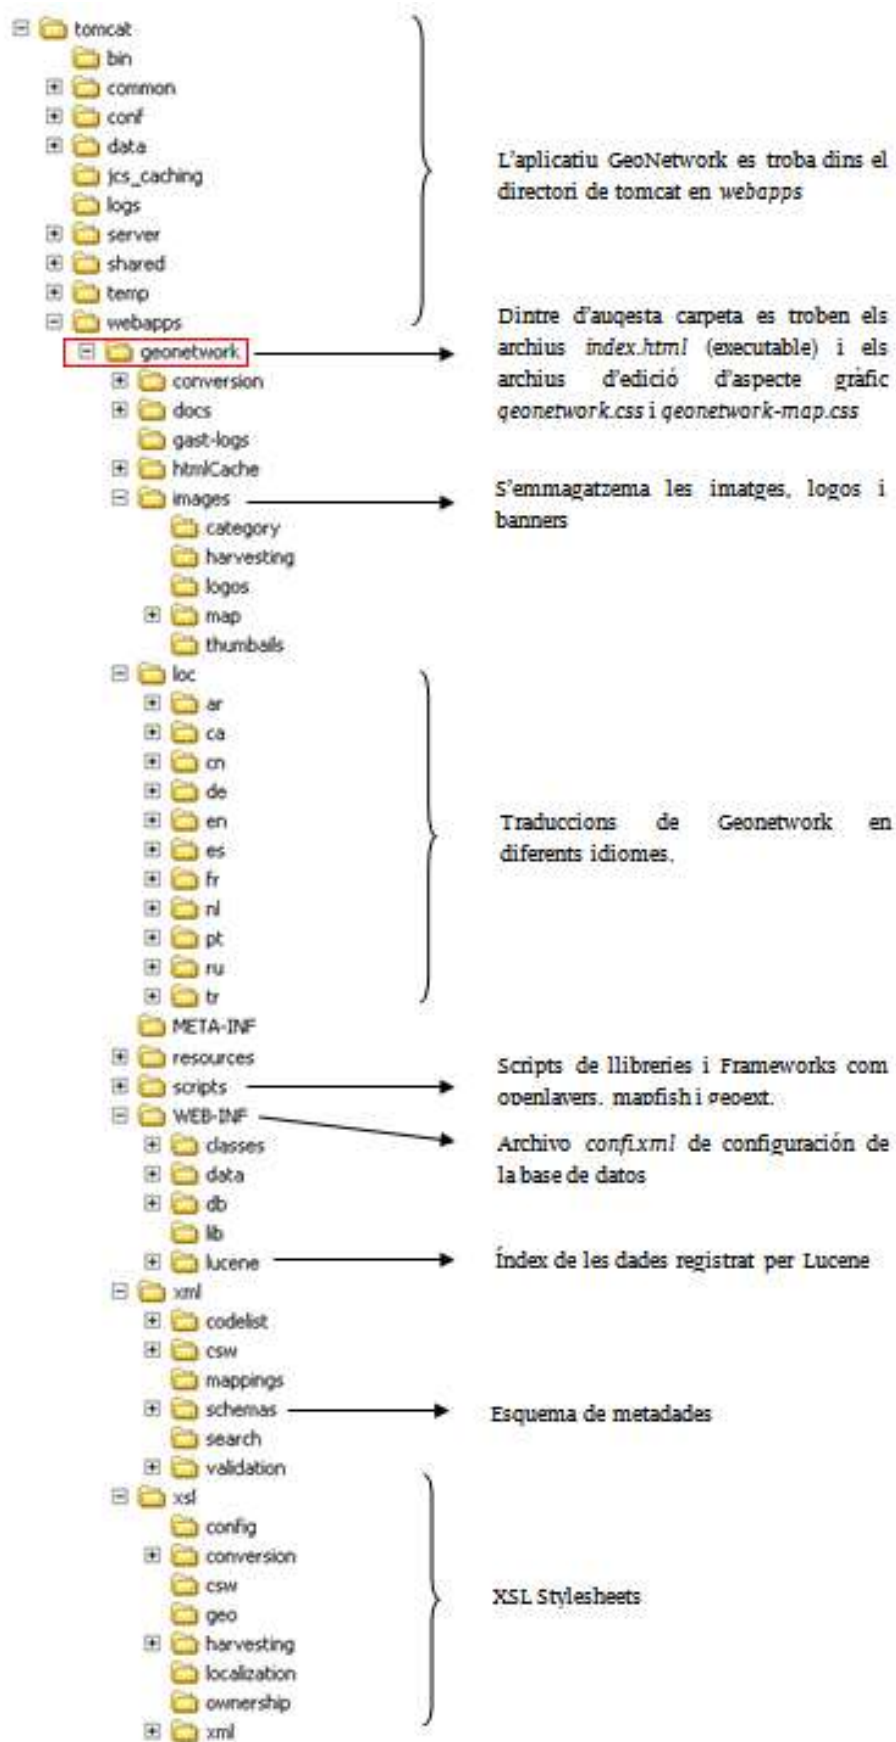 tomcat
bin
common
conf
data
jcs_caching
logs
server
shared
temp
webapps
L'aplicatiu GeoNetwork es troba dins el
directori de tomcat en webapps
geonetwork
Dintre d'auqesta carpeta es troben els
archius index.html (executable) i els
archius d'edició d'aspecte gràfic
geonetwork.css i geonetwork-map.css
conversion
docs
gast-logs
htmlCache
images
S'emmagatzema les imatges, logos i
banners
category
harvesting
logos
map
thumbails
loc
ar
ca
cn
de
en
es
fr
nl
pt
ru
tr
Traduccions de Geonetwork en
diferents idiomes.
META-INF
resources
scripts
Scripts de llibreries i Frameworks com
openlayers, mapfish i geoext.
WEB-INF
Archivo confi.xml de configuración de
la base de datos
classes
data
db
lib
lucene
Índex de les dades registrat per Lucene
xml
codelist
csw
mappings
schemas
Esquema de metadades
search
validation
xsl
config
conversion
csw
geo
harvesting
localization
ownership
xml
XSL Stylesheets